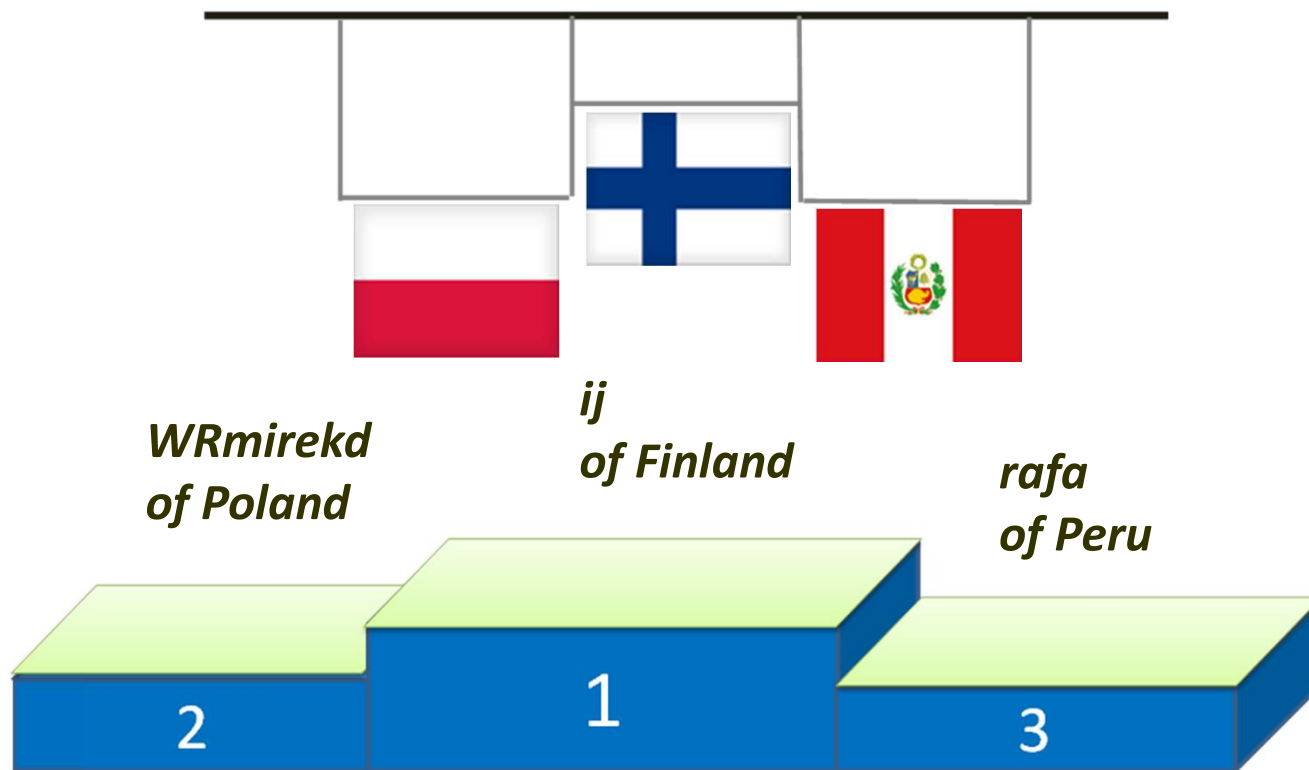 WRmirekd
of Poland
ij
of Finland
rafa
of Peru
2
1
3